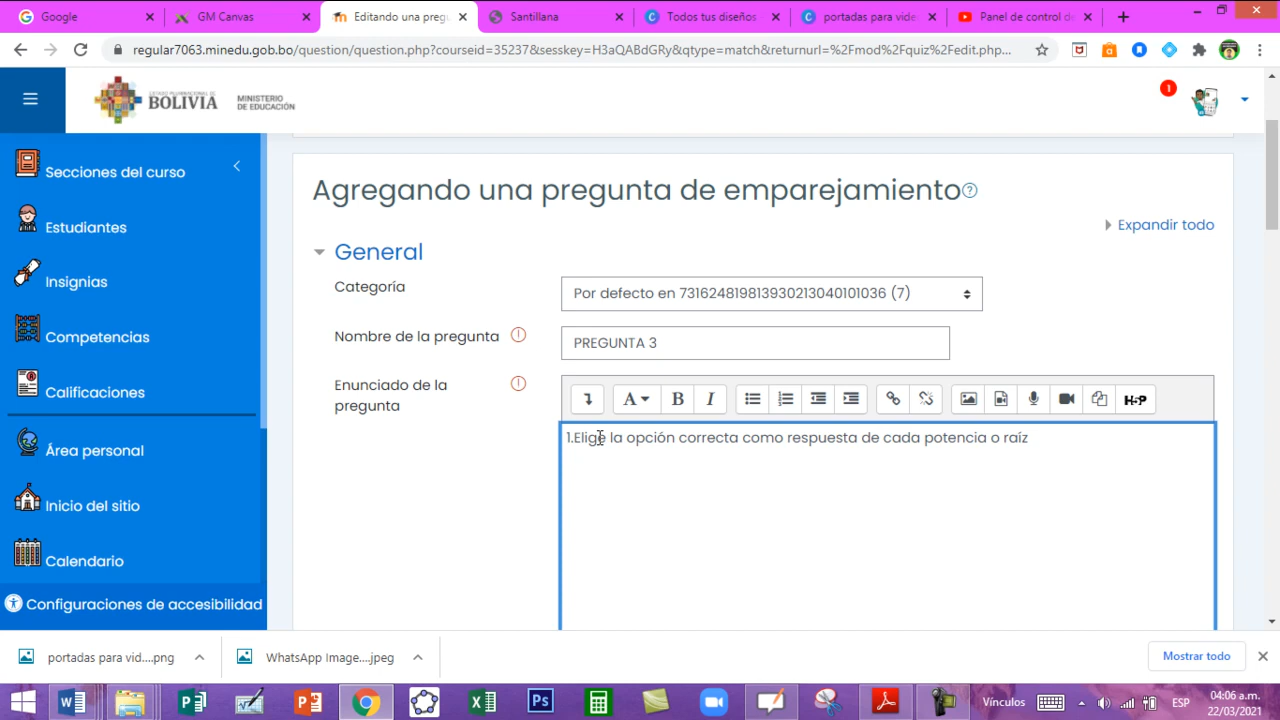 Google
GM Canvas
Editando una preg
Santillana
Todos tus diseños
portadas para vide
Panel de control d
regular7063.minedu.gob.bo/question/question.php?courseid=35237&sesskey=H3aQABdGRy&qtype=match&returnurl=%2Fmod%2Fquiz%2Fedit.php...
ESTADO PLURINACIONAL DE
BOLIVIA
MINISTERIO
DE EDUCACIÓN
1
Secciones del curso
Estudiantes
Insignias
Competencias
Calificaciones
Área personal
Inicio del sitio
Calendario
Configuraciones de accesibilidad
Agregando una pregunta de emparejamiento
Expandir todo
General
Categoría
Por defecto en 731624819813930213040101036 (7)
Nombre de la pregunta
PREGUNTA 3
Enunciado de la
pregunta
A B I H-P
1.Elige la opción correcta como respuesta de cada potencia o raíz
portadas para vid....png
WhatsApp Image....jpeg
Mostrar todo
Vínculos
ESP
04:06 a.m.
22/03/2021